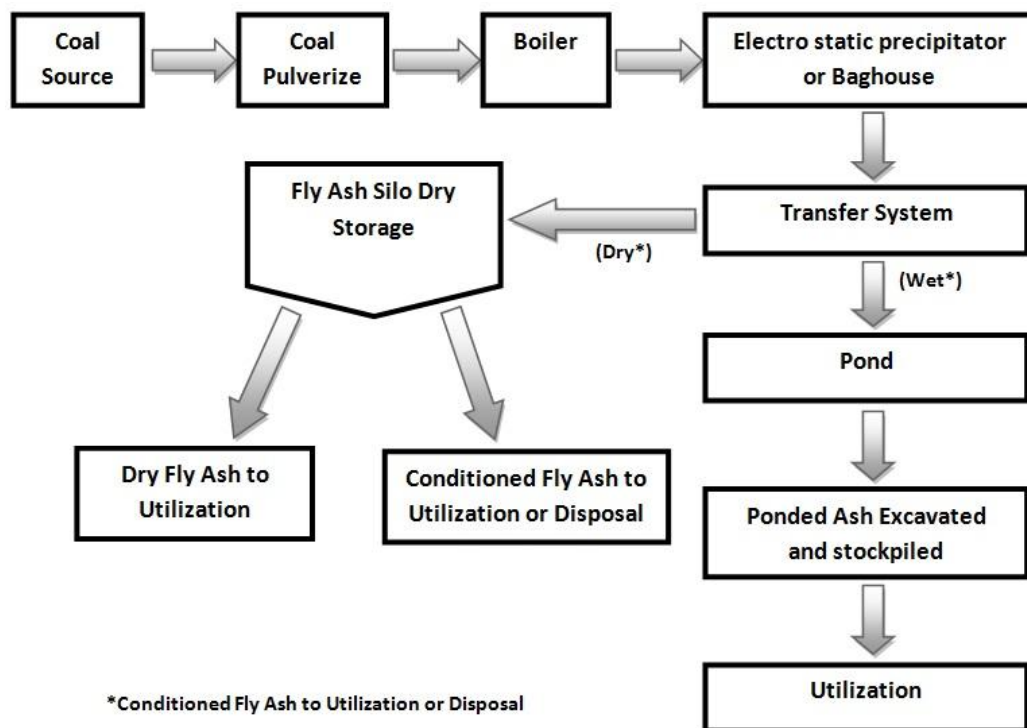 Coal
Source
Coal
Pulverize
Boiler
Electro static precipitator
or Baghouse
Transfer System
(Dry*)
(Wet*)
Fly Ash Silo Dry
Storage
Pond
Dry Fly Ash to
Utilization
Conditioned Fly Ash to
Utilization or Disposal
Ponded Ash Excavated
and stockpiled
Utilization
*Conditioned Fly Ash to Utilization or Disposal